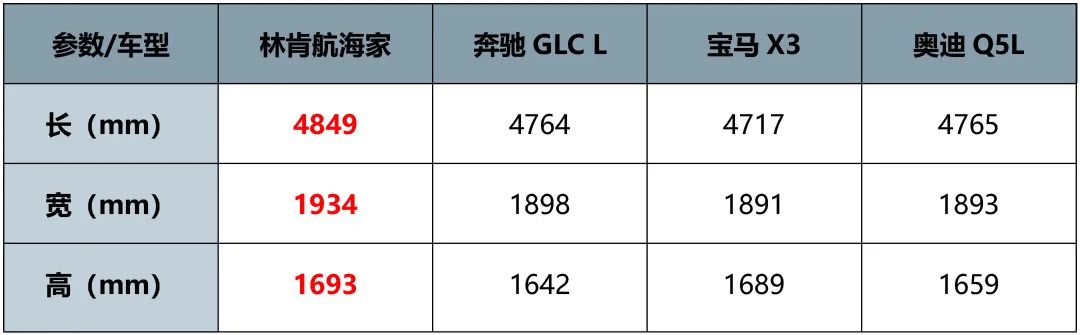 参数/车型 林肯航海家 奔驰 GLC L 宝马 X3 奥迪 Q5L
长（mm） 4849 4764 4717 4765
宽（mm） 1934 1898 1891 1893
高（mm） 1693 1642 1689 1659